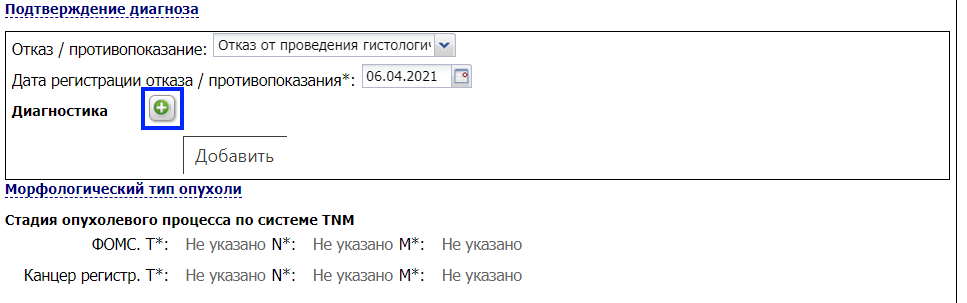 Подтверждение диагноза
Отказ / противопоказание: Отказ от проведения гистологич
Дата регистрации отказа / противопоказания*: 06.04.2021
Диагностика
Добавить
Морфологический тип опухоли
Стадия опухолевого процесса по системе TNM
ФОМС. T*: Не указано N*: Не указано M*: Не указано
Канцер регистр. T*: Не указано N*: Не указано M*: Не указано